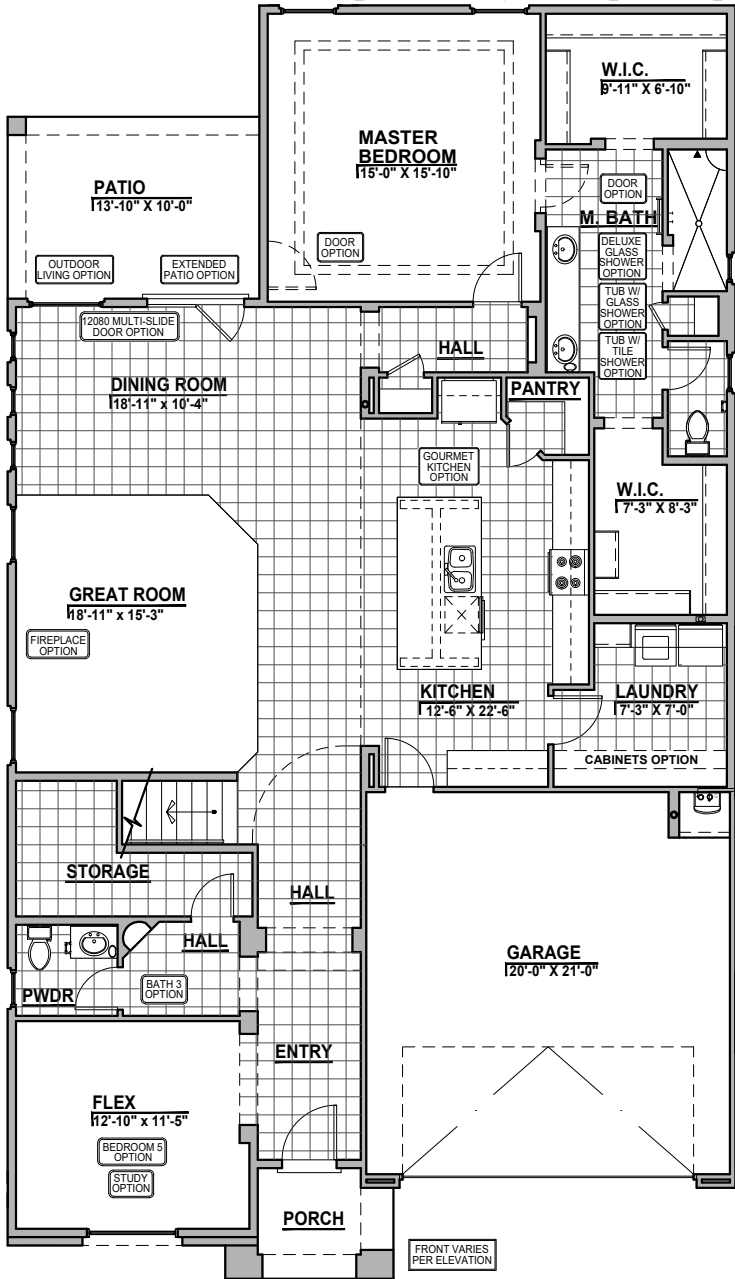 W.I.C.
9'-11" X 6'-10"
MASTER
BEDROOM
15'-0" X 15'-10"
PATIO
13'-10" X 10'-0"
DOOR
OPTION
M. BATH
OUTDOOR
LIVING OPTION
EXTENDED
PATIO OPTION
DOOR
OPTION
DELUXE
GLASS
SHOWER
OPTION
TUB W/
GLASS
SHOWER
OPTION
TUB W/
TILE
SHOWER
OPTION
12080 MULTI-SLIDE
DOOR OPTION
HALL
DINING ROOM
18'-11" x 10'-4"
PANTRY
GOURMET
KITCHEN
OPTION
W.I.C.
7'-3" X 8'-3"
GREAT ROOM
18'-11" x 15'-3"
FIREPLACE
OPTION
KITCHEN
12'-6" X 22'-6"
LAUNDRY
7'-3" X 7'-0"
CABINETS OPTION
STORAGE
HALL
HALL
GARAGE
20'-0" X 21'-0"
PWDR
BATH 3
OPTION
ENTRY
FLEX
12'-10" x 11'-5"
BEDROOM 5
OPTION
STUDY
OPTION
PORCH
FRONT VARIES
PER ELEVATION